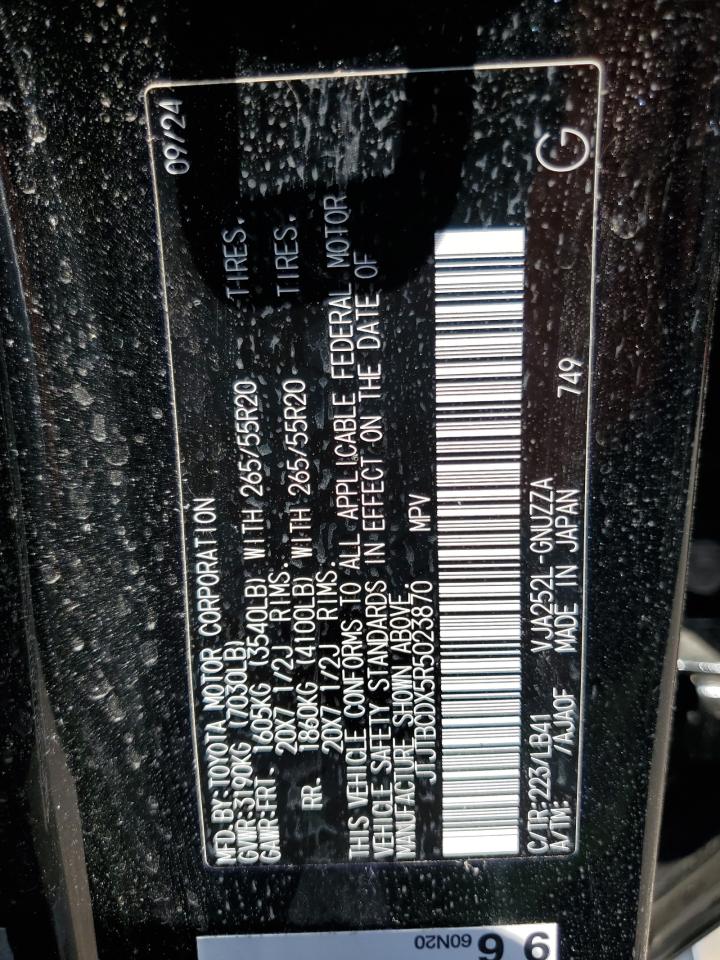 09/24
MFD. BY: TOYOTA MOTOR CORPORATION
GVWR: 3190KG (7030LB)
GAWR: FRT. 1605KG (3540LB) WITH 265/55R20 TIRES.
20X7 1/2J RIMS.
RR. 1860KG (4100LB) WITH 265/55R20 TIRES.
20X7 1/2J RIMS.
THIS VEHICLE CONFORMS TO ALL APPLICABLE FEDERAL MOTOR
VEHICLE SAFETY STANDARDS IN EFFECT ON THE DATE OF
MANUFACTURE SHOWN ABOVE.
JTJTBCDX5R5023870 MPV
C/TR: 223/LB41 VJA252L-GNUZZA
A/TM: /AJA0F MADE IN JAPAN 749 G
60N20
96